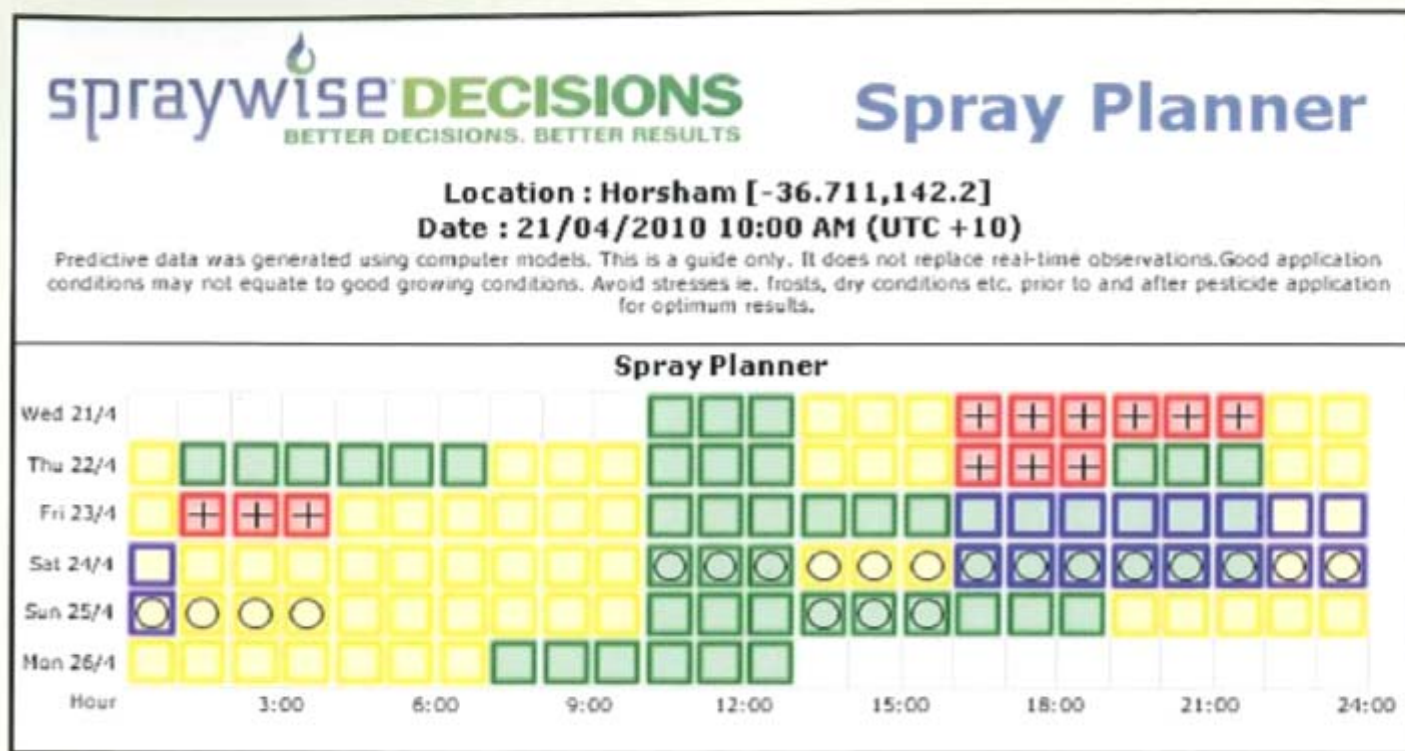 spraywise DECISIONS
BETTER DECISIONS. BETTER RESULTS
Spray Planner
Location : Horsham [-36.711,142.2]
Date : 21/04/2010 10:00 AM (UTC +10)
Predictive data was generated using computer models. This is a guide only. It does not replace real-time observations.Good application
conditions may not equate to good growing conditions. Avoid stresses ie. frosts, dry conditions etc. prior to and after pesticide application
for optimum results.
Spray Planner
Wed 21/4
Thu 22/4
Fri 23/4
Sat 24/4
Sun 25/4
Mon 26/4
Hour 3:00 6:00 9:00 12:00 15:00 18:00 21:00 24:00